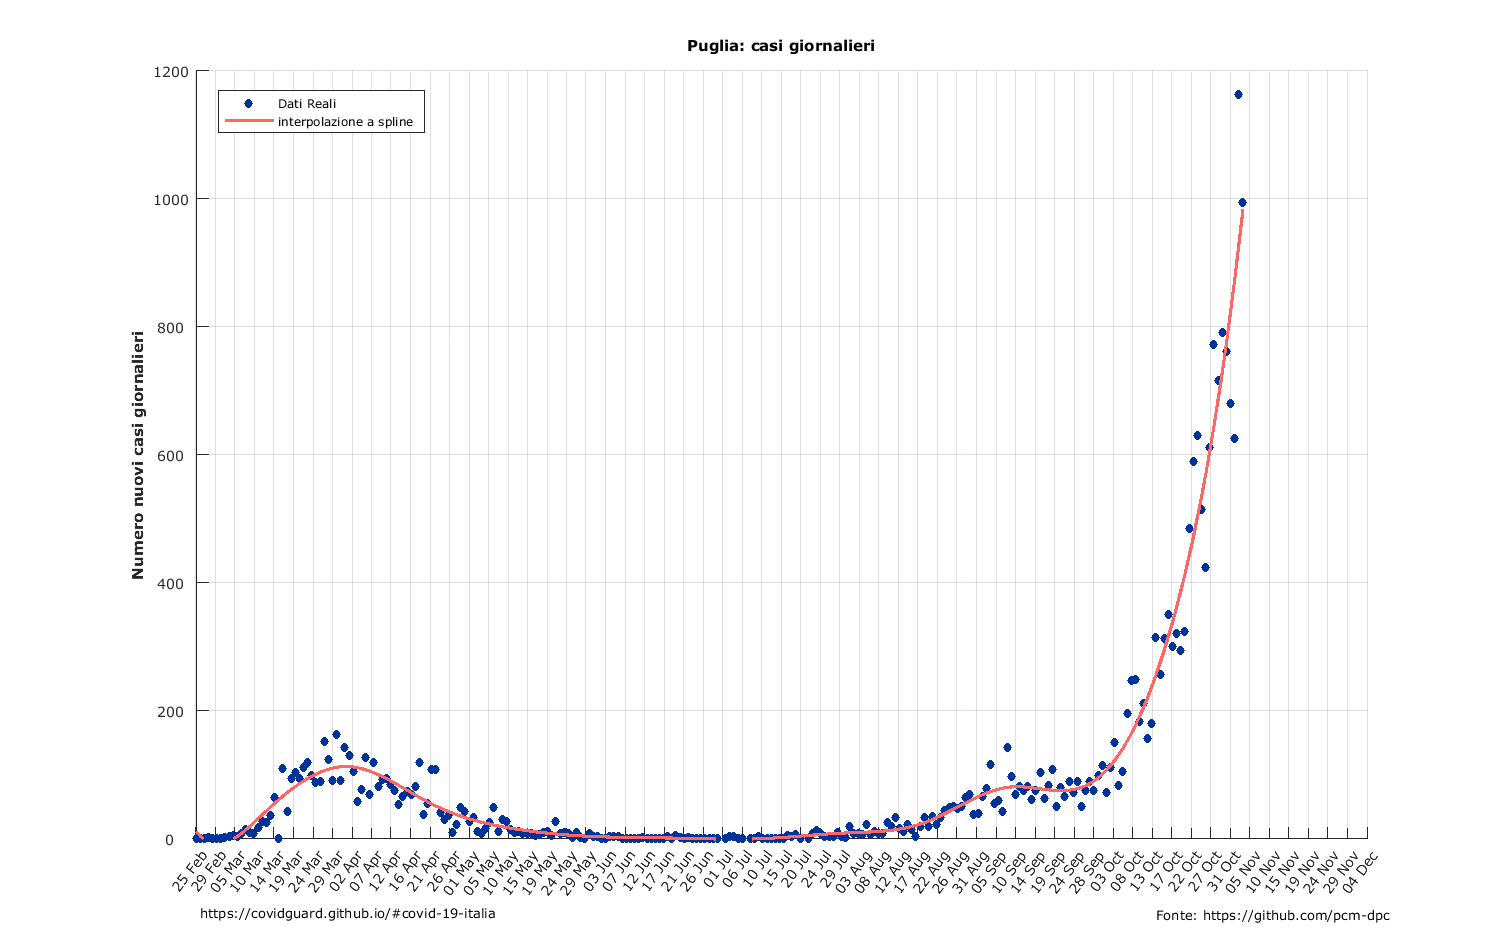 Puglia: casi giornalieri
Dati Reali
interpolazione a spline
Numero nuovi casi giornalieri
1200
1000
800
600
400
200
0
25 Feb
29 Feb
05 Mar
10 Mar
14 Mar
19 Mar
24 Mar
29 Mar
02 Apr
07 Apr
12 Apr
16 Apr
21 Apr
26 Apr
01 May
05 May
10 May
15 May
19 May
24 May
29 May
03 Jun
07 Jun
12 Jun
17 Jun
21 Jun
26 Jun
01 Jul
06 Jul
10 Jul
15 Jul
20 Jul
24 Jul
29 Jul
03 Aug
08 Aug
12 Aug
17 Aug
22 Aug
26 Aug
31 Aug
05 Sep
10 Sep
14 Sep
19 Sep
24 Sep
28 Sep
03 Oct
08 Oct
13 Oct
17 Oct
22 Oct
27 Oct
31 Oct
05 Nov
10 Nov
15 Nov
19 Nov
24 Nov
29 Nov
04 Dec
https://covidguard.github.io/#covid-19-italia
Fonte: https://github.com/pcm-dpc